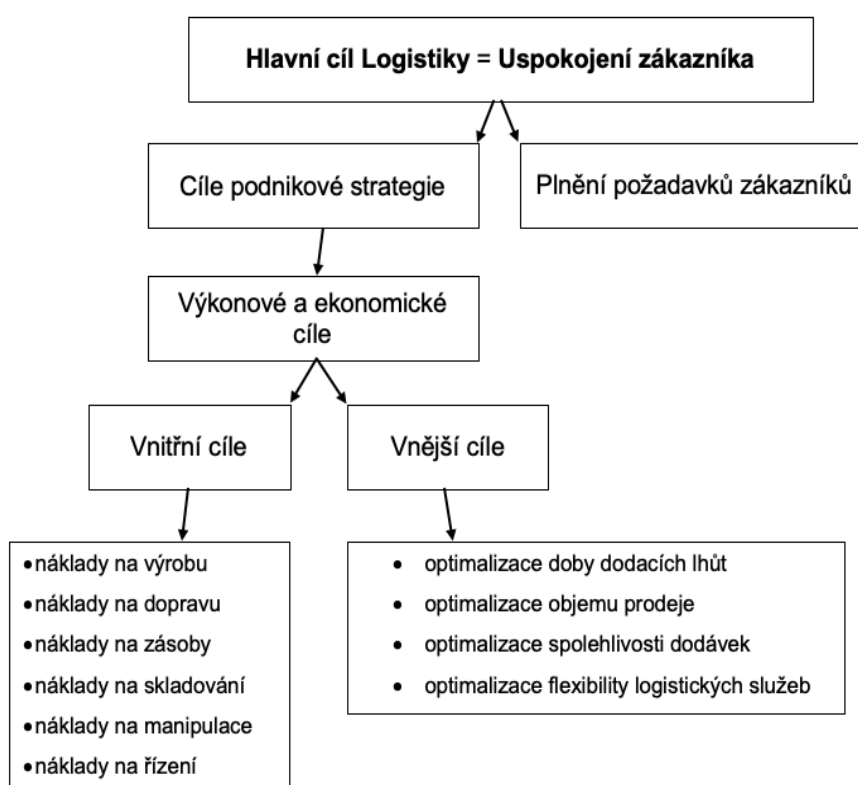 Hlavní cíl Logistiky = Uspokojení zákazníka
Cíle podnikové strategie
Plnění požadavků zákazníků
Výkonové a ekonomické
cíle
Vnitřní cíle
Vnější cíle
•náklady na výrobu
•náklady na dopravu
•náklady na zásoby
•náklady na skladování
•náklady na manipulace
•náklady na řízení
• optimalizace doby dodacích lhůt
• optimalizace objemu prodeje
• optimalizace spolehlivosti dodávek
• optimalizace flexibility logistických služeb